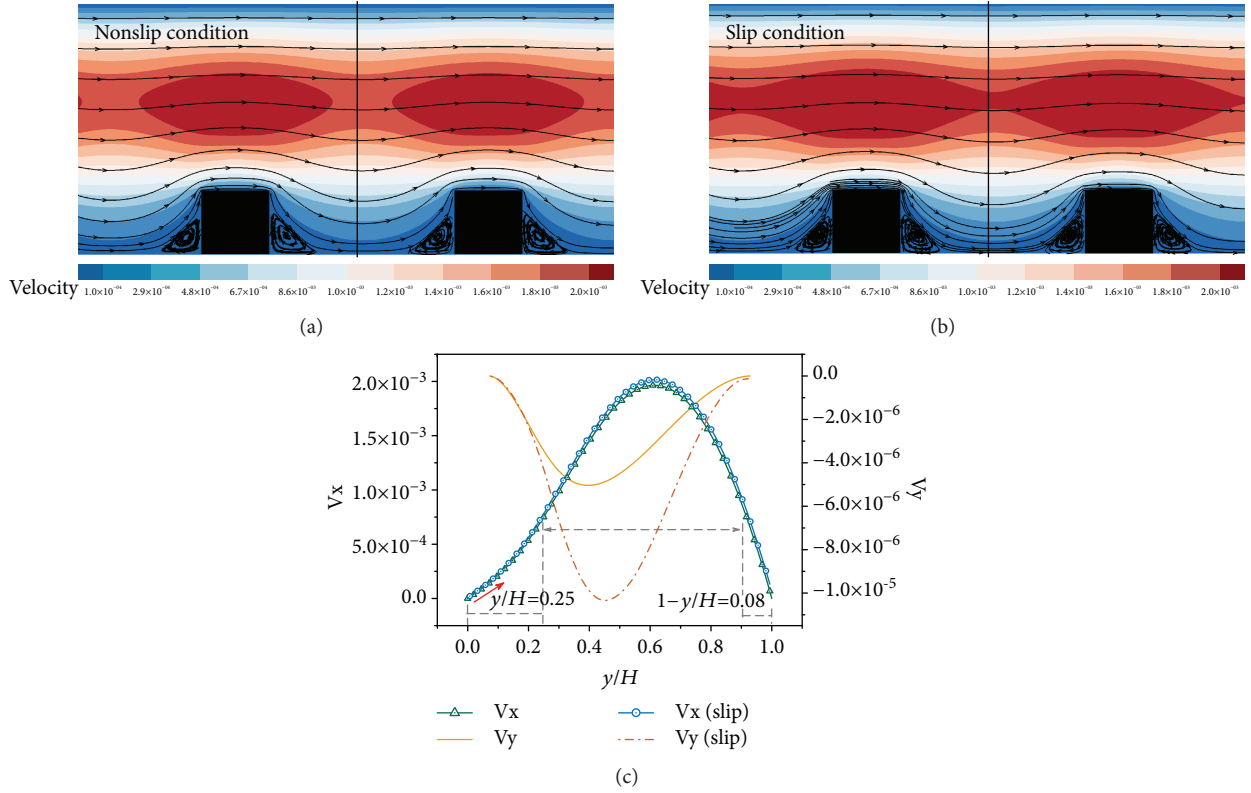 Nonslip condition
Slip condition
Velocity 1.0×10⁻⁰⁴ 2.9×10⁻⁰⁴ 4.8×10⁻⁰⁴ 6.7×10⁻⁰⁴ 8.6×10⁻⁰⁴ 1.0×10⁻⁰³ 1.2×10⁻⁰³ 1.4×10⁻⁰³ 1.6×10⁻⁰³ 1.8×10⁻⁰³ 2.0×10⁻⁰³
Velocity 1.0×10⁻⁰⁴ 2.9×10⁻⁰⁴ 4.8×10⁻⁰⁴ 6.7×10⁻⁰⁴ 8.6×10⁻⁰⁴ 1.0×10⁻⁰³ 1.2×10⁻⁰³ 1.4×10⁻⁰³ 1.6×10⁻⁰³ 1.8×10⁻⁰³ 2.0×10⁻⁰³
(a)
(b)
2.0×10⁻³
1.5×10⁻³
1.0×10⁻³
5.0×10⁻⁴
0.0
Vx
0.0
−2.0×10⁻⁶
−4.0×10⁻⁶
−6.0×10⁻⁶
−8.0×10⁻⁶
−1.0×10⁻⁵
Vy
y/H=0.25
1−y/H=0.08
0.0 0.2 0.4 0.6 0.8 1.0
y/H
Vx
Vx (slip)
Vy
Vy (slip)
(c)